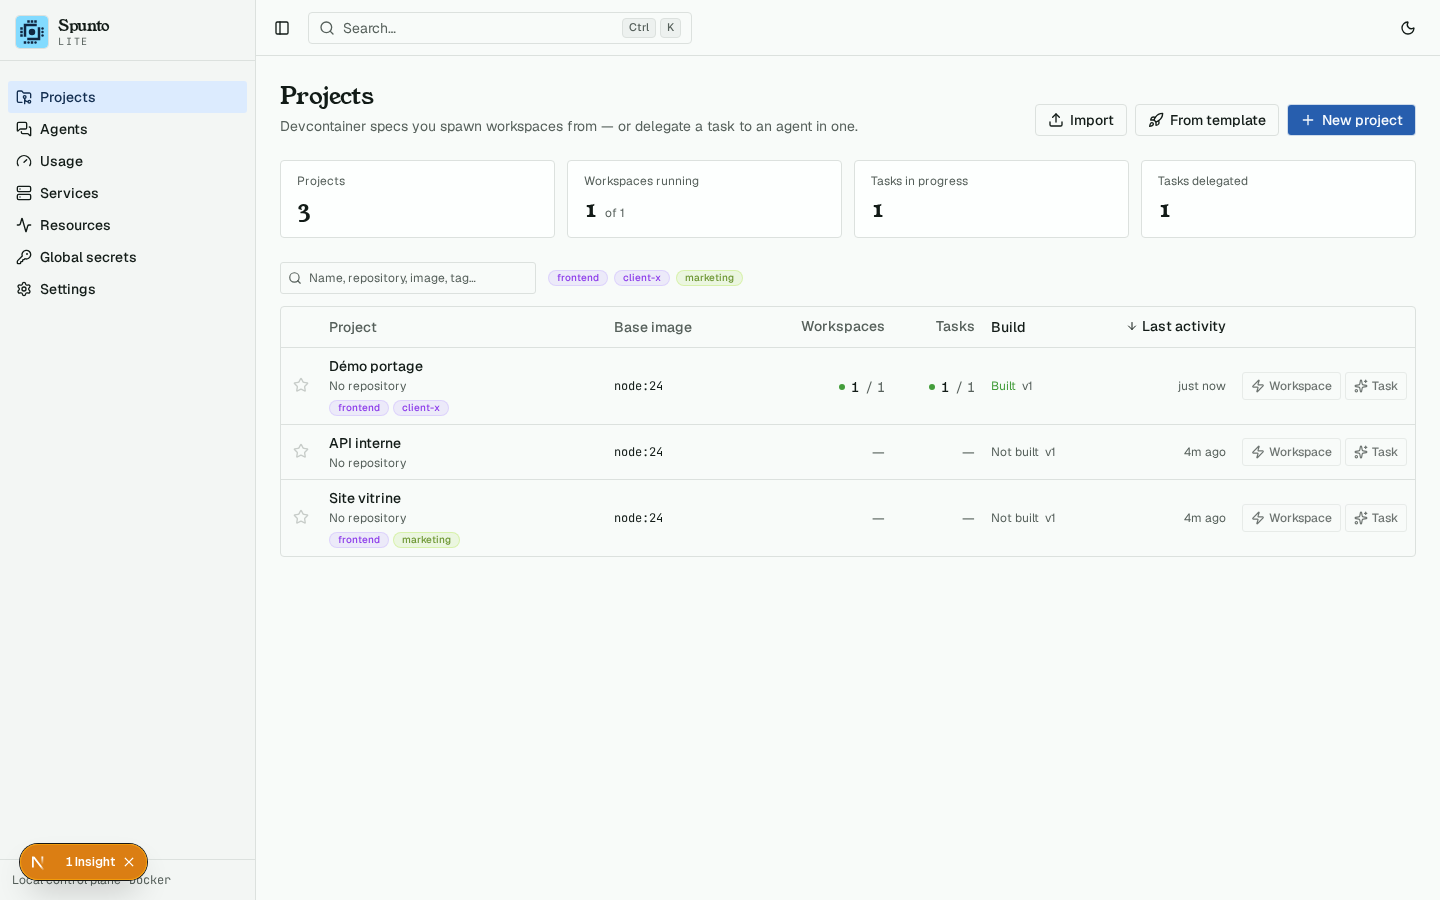 Spunto
LITE
Search...
Ctrl K
Projects
Agents
Usage
Services
Resources
Global secrets
Settings
Projects
Devcontainer specs you spawn workspaces from — or delegate a task to an agent in one.
Import
From template
New project
Projects
3
Workspaces running
1 of 1
Tasks in progress
1
Tasks delegated
1
Name, repository, image, tag...
frontend client-x marketing
Project Base image Workspaces Tasks Build ↓ Last activity
Démo portage
No repository
frontend client-x
node:24 1 / 1 1 / 1 Built v1 just now Workspace Task
API interne
No repository
node:24 — — Not built v1 4m ago Workspace Task
Site vitrine
No repository
frontend marketing
node:24 — — Not built v1 4m ago Workspace Task
N 1 Insight
Local control plane Docker